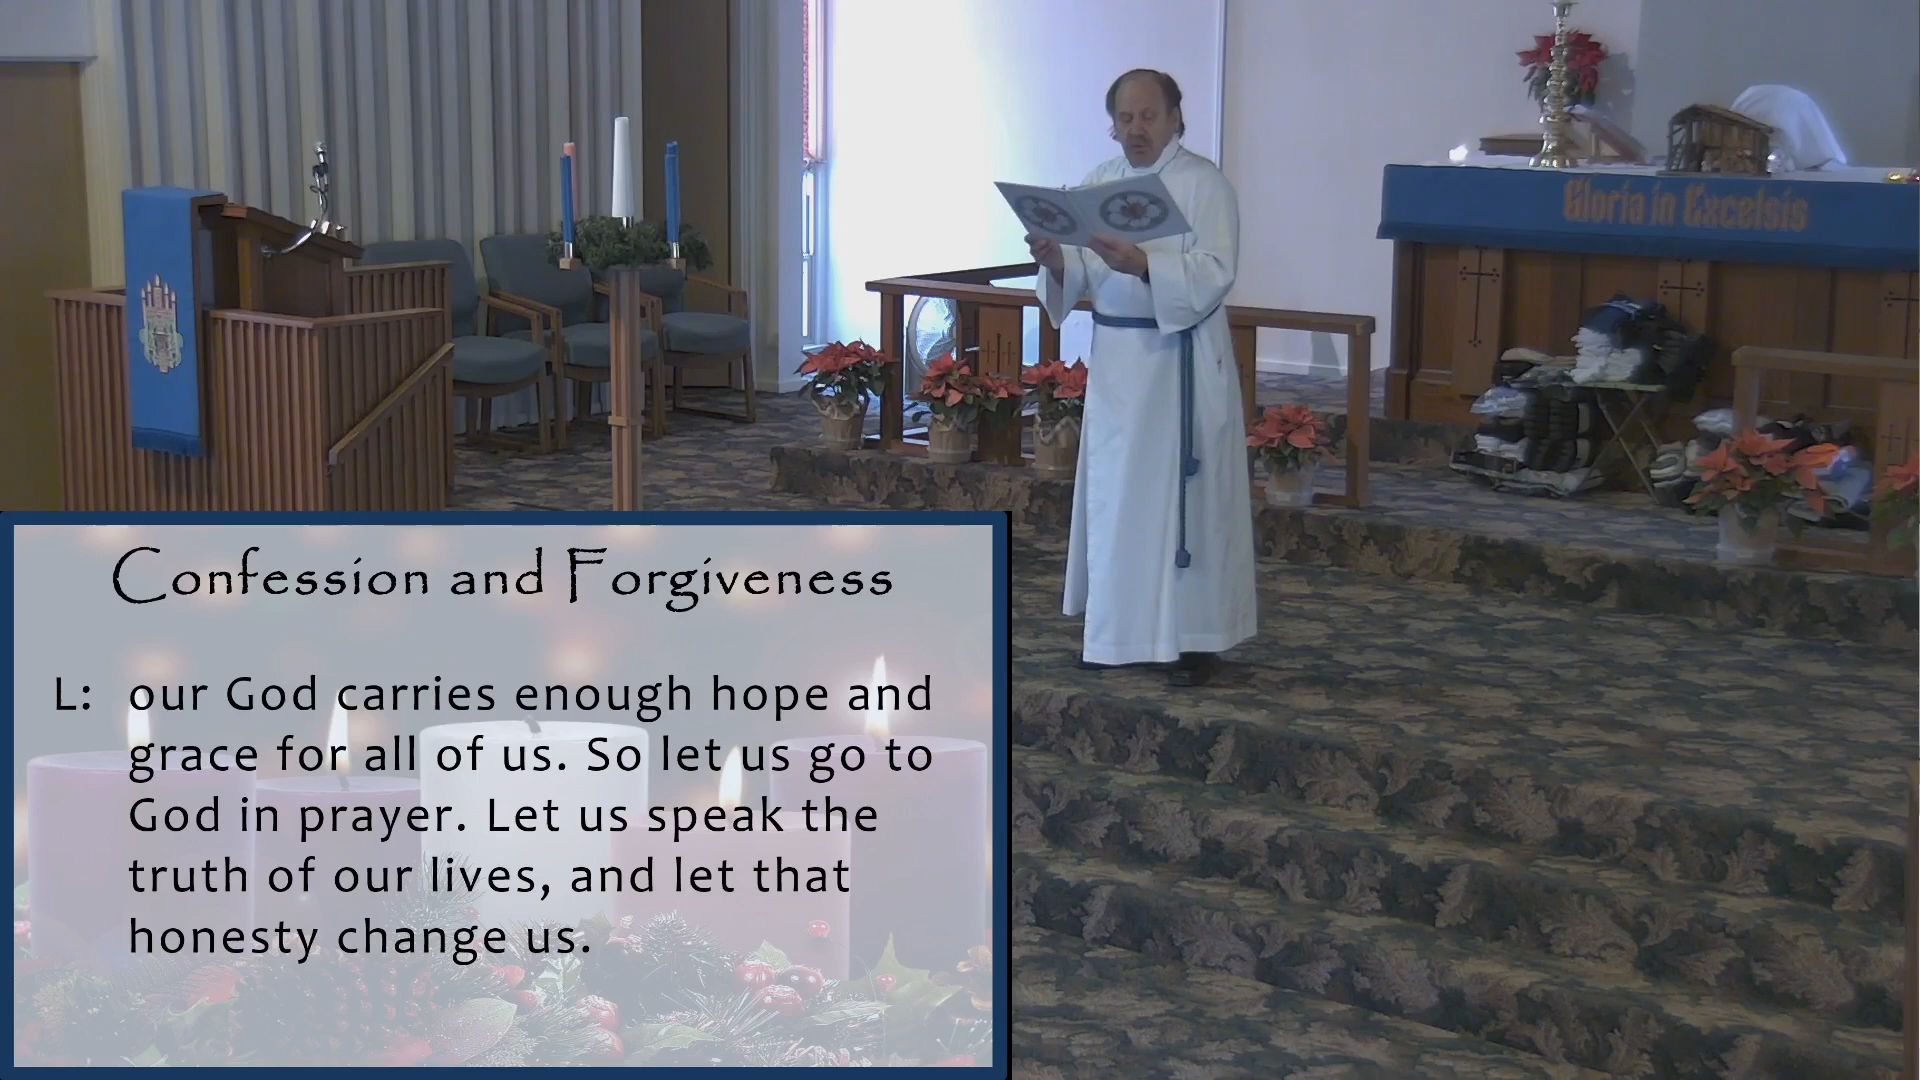 Gloria in Excelsis
Confession and Forgiveness
L: our God carries enough hope and
grace for all of us. So let us go to
God in prayer. Let us speak the
truth of our lives, and let that
honesty change us.